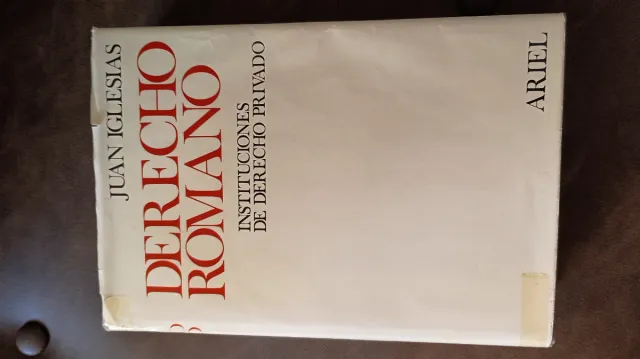 JUAN IGLESIAS
DERECHO
ROMANO
INSTITUCIONES
DE DERECHO PRIVADO
ARIEL